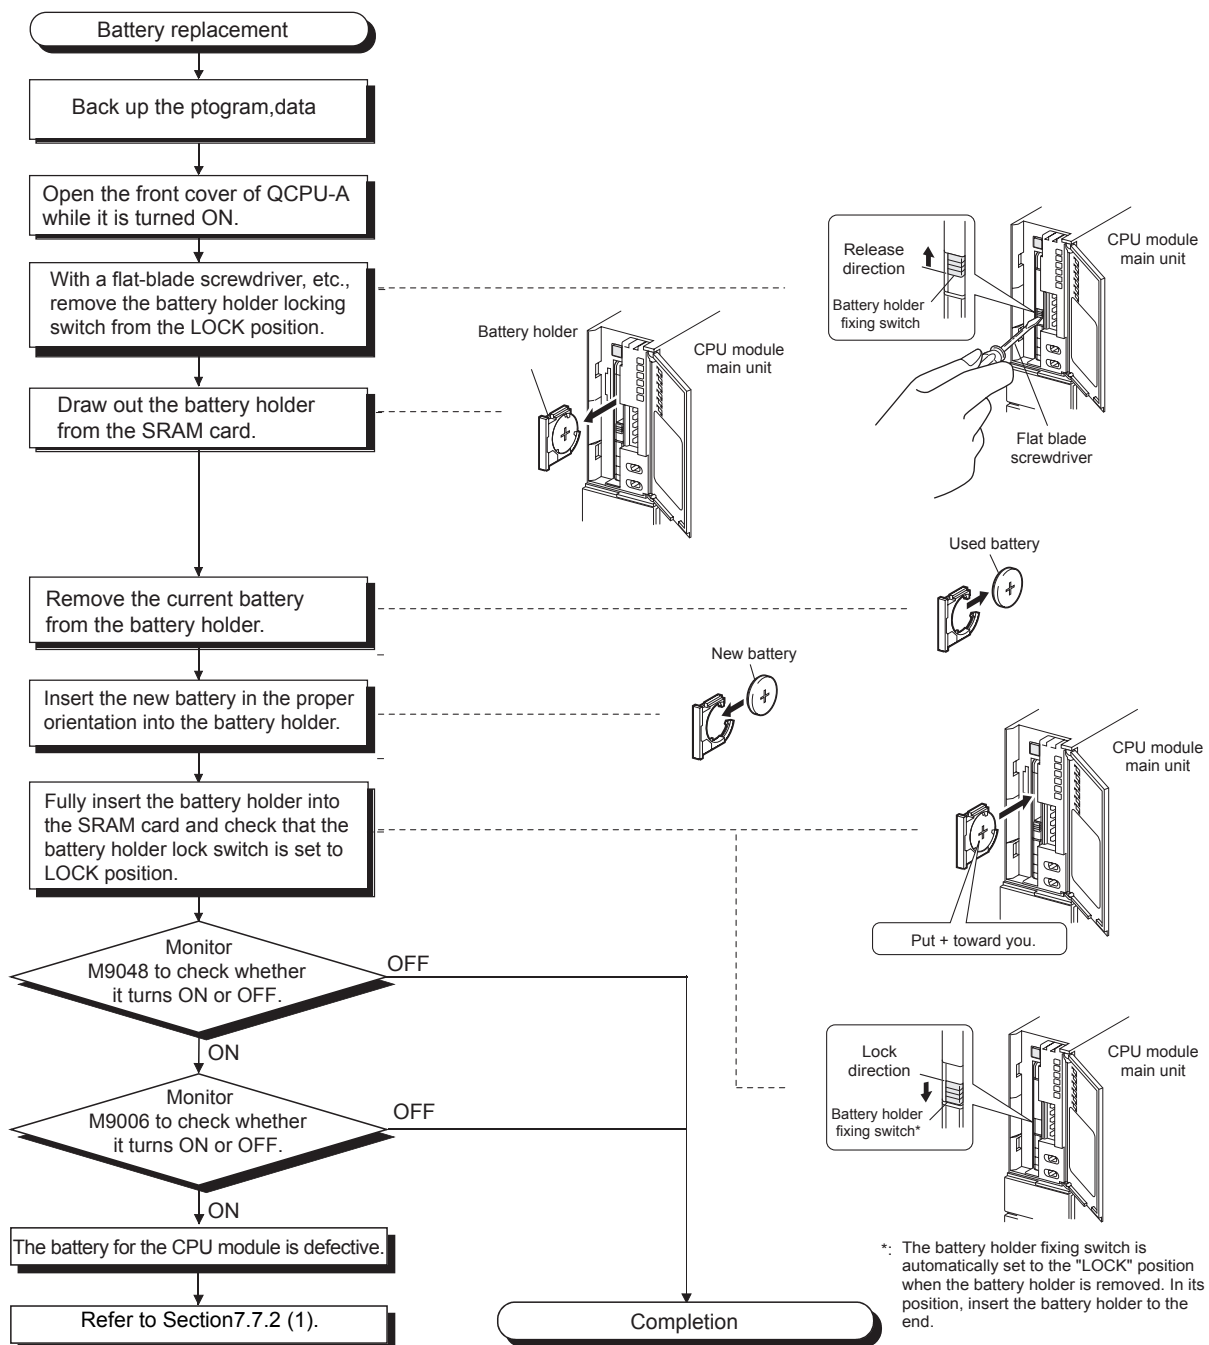 Battery replacement
Back up the ptogram,data
Open the front cover of QCPU-A
while it is turned ON.
With a flat-blade screwdriver, etc.,
remove the battery holder locking
switch from the LOCK position.
Release
direction
Battery holder
fixing switch
CPU module
main unit
Flat blade
screwdriver
Draw out the battery holder
from the SRAM card.
Battery holder
CPU module
main unit
Remove the current battery
from the battery holder.
Used battery
Insert the new battery in the proper
orientation into the battery holder.
New battery
Fully insert the battery holder into
the SRAM card and check that the
battery holder lock switch is set to
LOCK position.
CPU module
main unit
Put + toward you.
Monitor
M9048 to check whether
it turns ON or OFF.
OFF
ON
Lock
direction
Battery holder
fixing switch*
CPU module
main unit
Monitor
M9006 to check whether
it turns ON or OFF.
OFF
ON
The battery for the CPU module is defective.
Refer to Section7.7.2 (1).
Completion
*: The battery holder fixing switch is
automatically set to the "LOCK" position
when the battery holder is removed. In its
position, insert the battery holder to the
end.